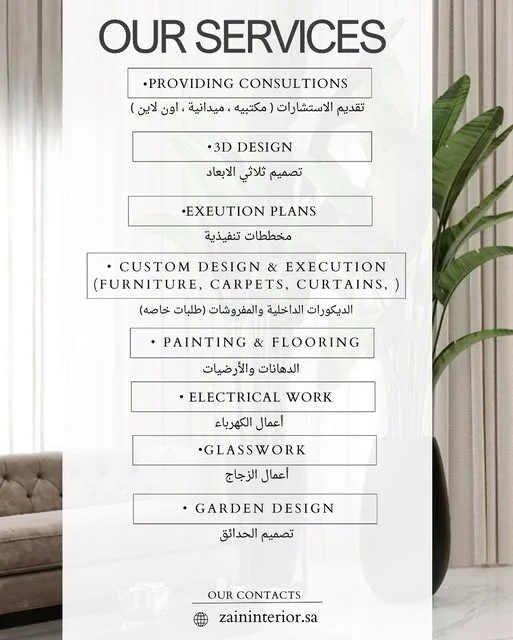 OUR SERVICES
•PROVIDING CONSULTIONS
تقديم الاستشارات ( مكتبيه ، ميدانية ، اون لاين )
•3D DESIGN
تصميم ثلاثي الابعاد
•EXEUTION PLANS
مخططات تنفيذية
• CUSTOM DESIGN & EXECUTION
(FURNITURE, CARPETS, CURTAINS, )
الديكورات الداخلية والمفروشات (طلبات خاصه)
• PAINTING & FLOORING
الدهانات والأرضيات
• ELECTRICAL WORK
أعمال الكهرباء
•GLASSWORK
أعمال الزجاج
• GARDEN DESIGN
تصميم الحدائق
OUR CONTACTS
zaininterior.sa